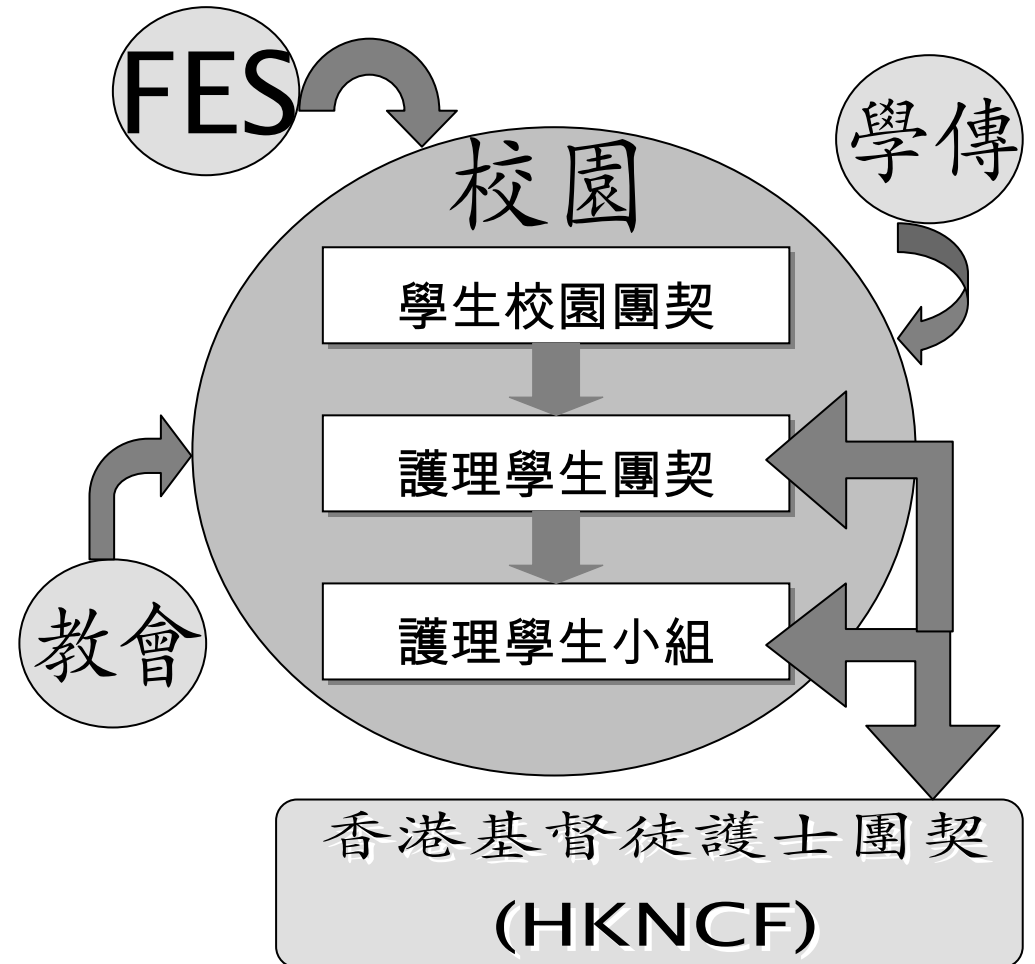 FES
學傳
校園
學生校園團契
護理學生團契
護理學生小組
教會
香港基督徒護士團契
(HKNCF)